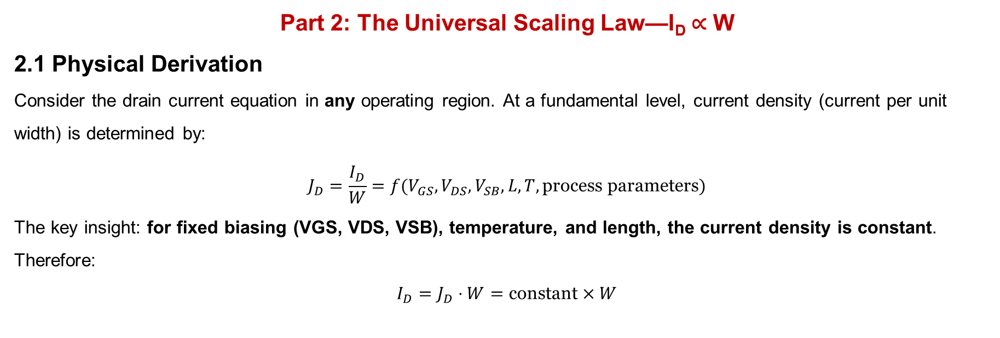 Part 2: The Universal Scaling Law—I_D ∝ W
2.1 Physical Derivation
Consider the drain current equation in any operating region. At a fundamental level, current density (current per unit
width) is determined by:
J_D = I_D / W = f(V_GS, V_DS, V_SB, L, T, process parameters)
The key insight: for fixed biasing (VGS, VDS, VSB), temperature, and length, the current density is constant.
Therefore:
I_D = J_D · W = constant × W